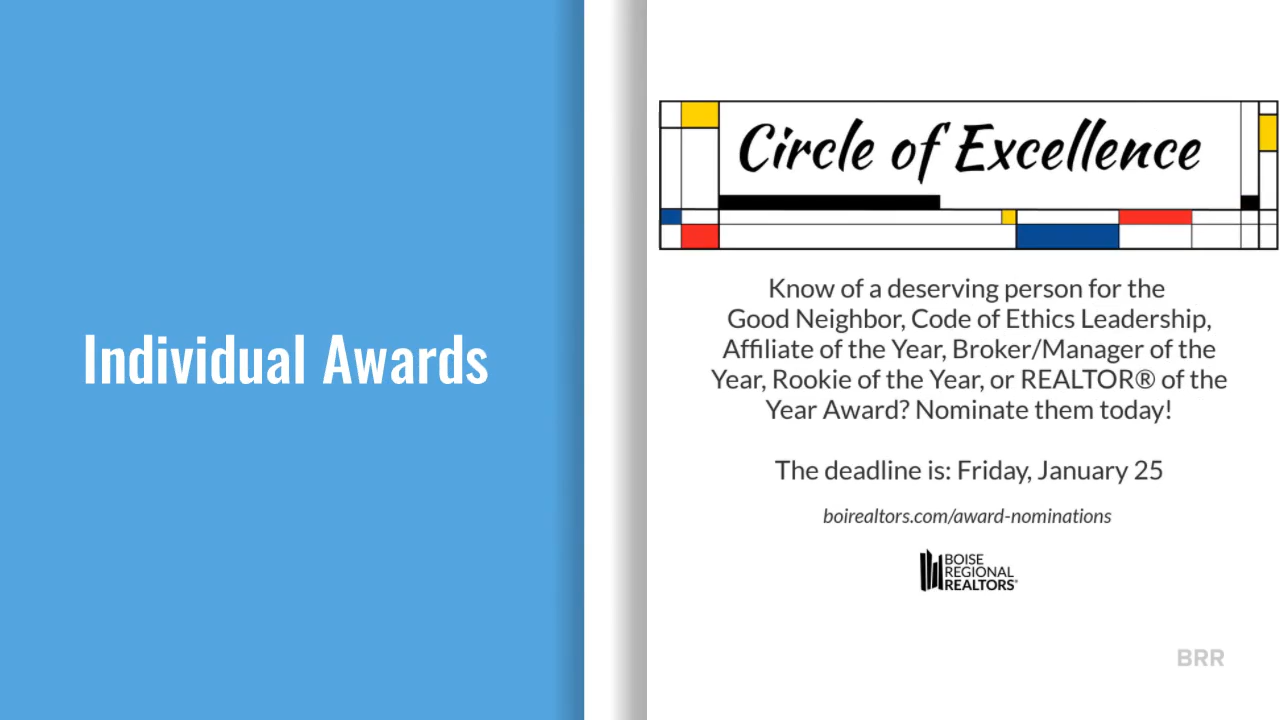 Individual Awards
Circle of Excellence
Know of a deserving person for the
Good Neighbor, Code of Ethics Leadership,
Affiliate of the Year, Broker/Manager of the
Year, Rookie of the Year, or REALTOR® of the
Year Award? Nominate them today!
The deadline is: Friday, January 25
boirealtors.com/award-nominations
BOISE
REGIONAL
REALTORS®
BRR